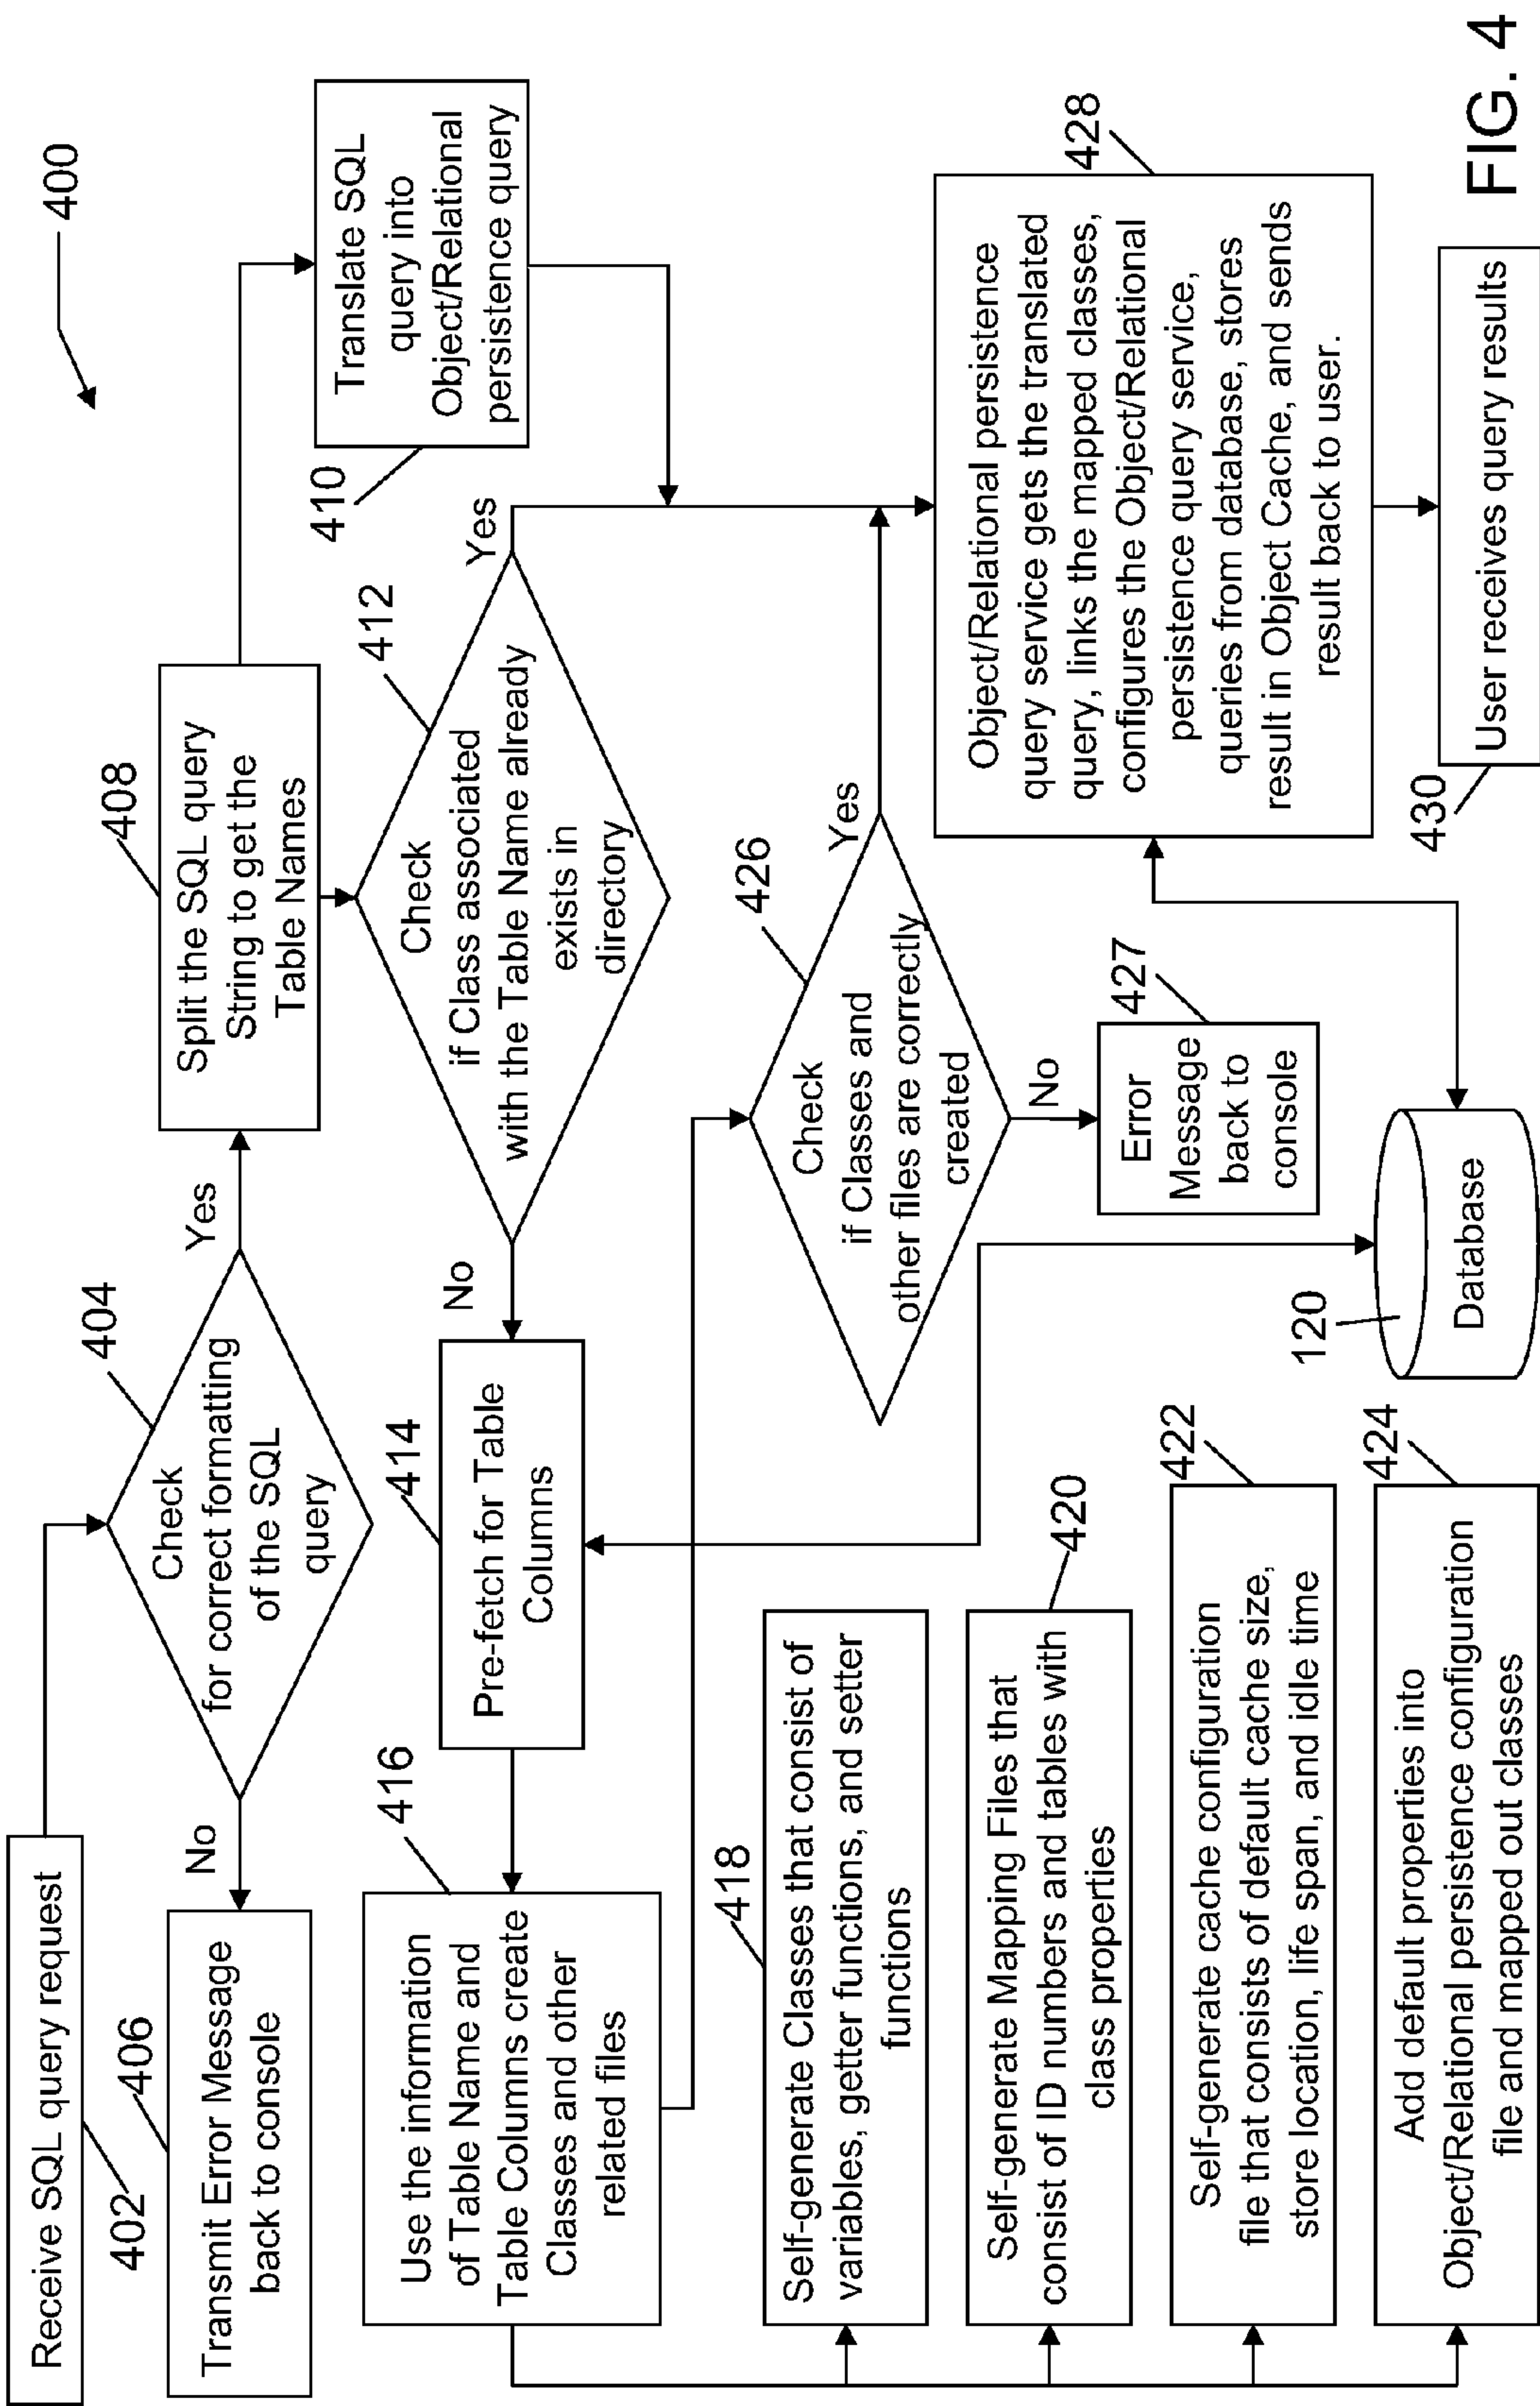 400
Receive SQL query request
402
Check
for correct formatting
of the SQL
query
404
No
Yes
Transmit Error Message
back to console
406
Split the SQL query
String to get the
Table Names
408
Translate SQL
query into
Object/Relational
persistence query
410
Check
if Class associated
with the Table Name already
exists in
directory
412
No
Yes
Pre-fetch for Table
Columns
414
Use the information
of Table Name and
Table Columns create
Classes and other
related files
416
Self-generate Classes that consist of
variables, getter functions, and setter
functions
418
Self-generate Mapping Files that
consist of ID numbers and tables with
class properties
420
Self-generate cache configuration
file that consists of default cache size,
store location, life span, and idle time
422
Add default properties into
Object/Relational persistence configuration
file and mapped out classes
424
Check
if Classes and
other files are correctly
created
426
Yes
No
Error
Message
back to
console
427
Object/Relational persistence
query service gets the translated
query, links the mapped classes,
configures the Object/Relational
persistence query service,
queries from database, stores
result in Object Cache, and sends
result back to user.
428
120
Database
User receives query results
430
FIG. 4